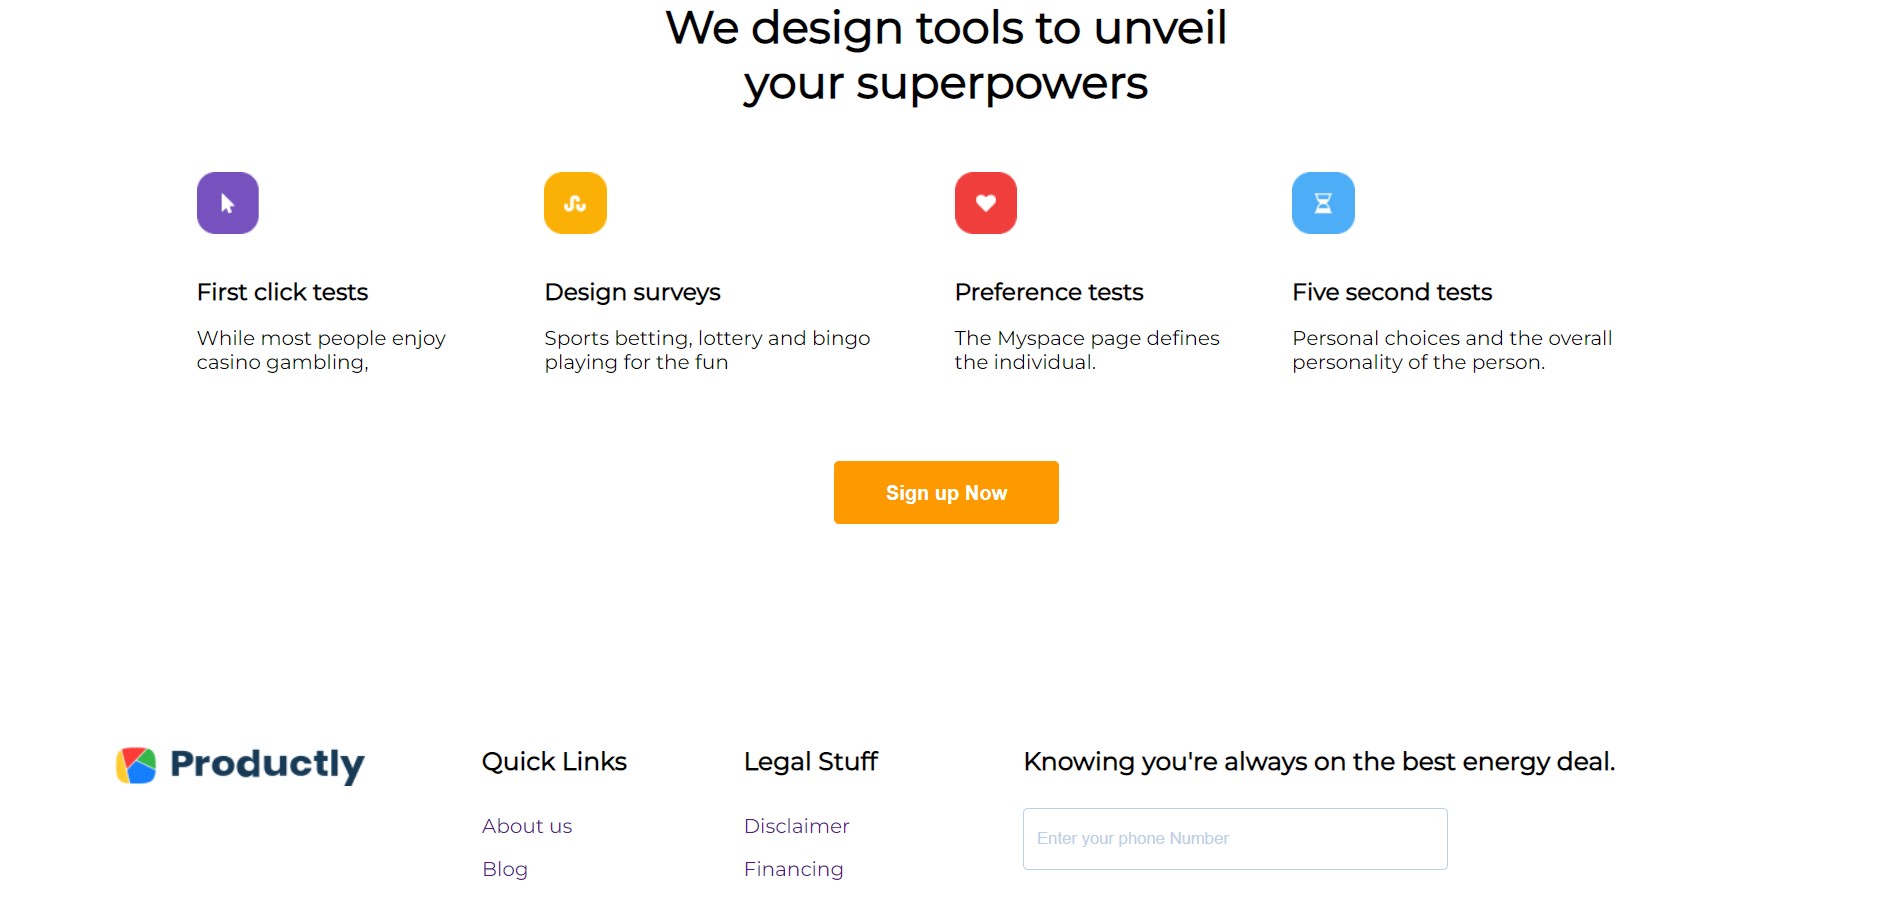 We design tools to unveil
your superpowers
First click tests
While most people enjoy
casino gambling,
Design surveys
Sports betting, lottery and bingo
playing for the fun
Preference tests
The Myspace page defines
the individual.
Five second tests
Personal choices and the overall
personality of the person.
Sign up Now
Productly
Quick Links
About us
Blog
Legal Stuff
Disclaimer
Financing
Knowing you're always on the best energy deal.
Enter your phone Number